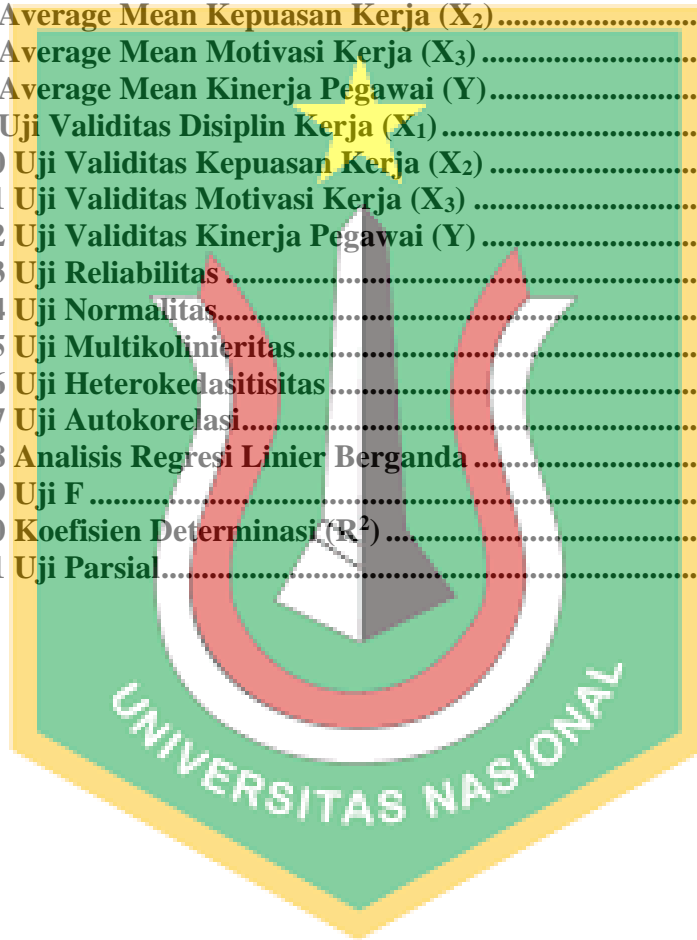 Average Mean Kepuasan Kerja (X₂) ..............................
Average Mean Motivasi Kerja (X₃) ..............................
Average Mean Kinerja Pegawai (Y)..............................
Uji Validitas Disiplin Kerja (X₁) ..............................
0 Uji Validitas Kepuasan Kerja (X₂) ..............................
1 Uji Validitas Motivasi Kerja (X₃) ..............................
2 Uji Validitas Kinerja Pegawai (Y) ..............................
3 Uji Reliabilitas ..............................
4 Uji Normalitas..............................
5 Uji Multikolinieritas..............................
6 Uji Heterokedasitisitas ..............................
7 Uji Autokorelasi..............................
8 Analisis Regresi Linier Berganda ..............................
9 Uji F ..............................
0 Koefisien Determinasi (R²) ..............................
1 Uji Parsial..............................
UNIVERSITAS NASIONAL